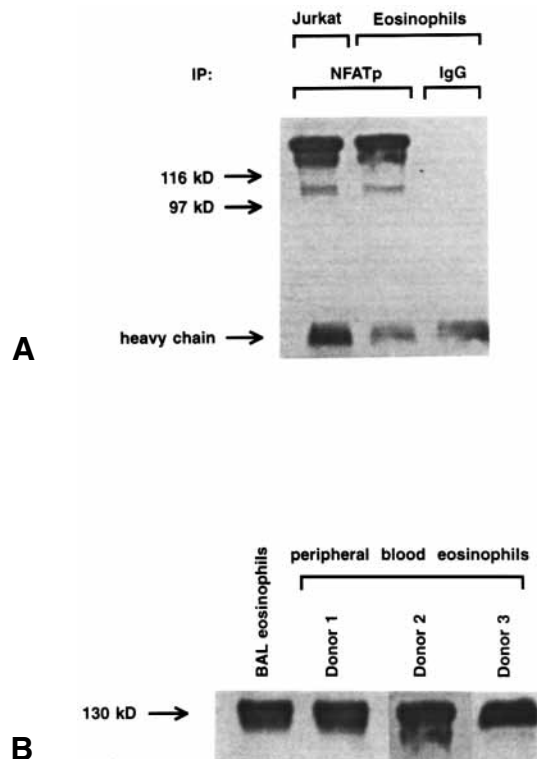 Jurkat Eosinophils
IP: NFATp IgG
116 kD
97 kD
heavy chain
A
BAL eosinophils
peripheral blood eosinophils
Donor 1
Donor 2
Donor 3
130 kD
B